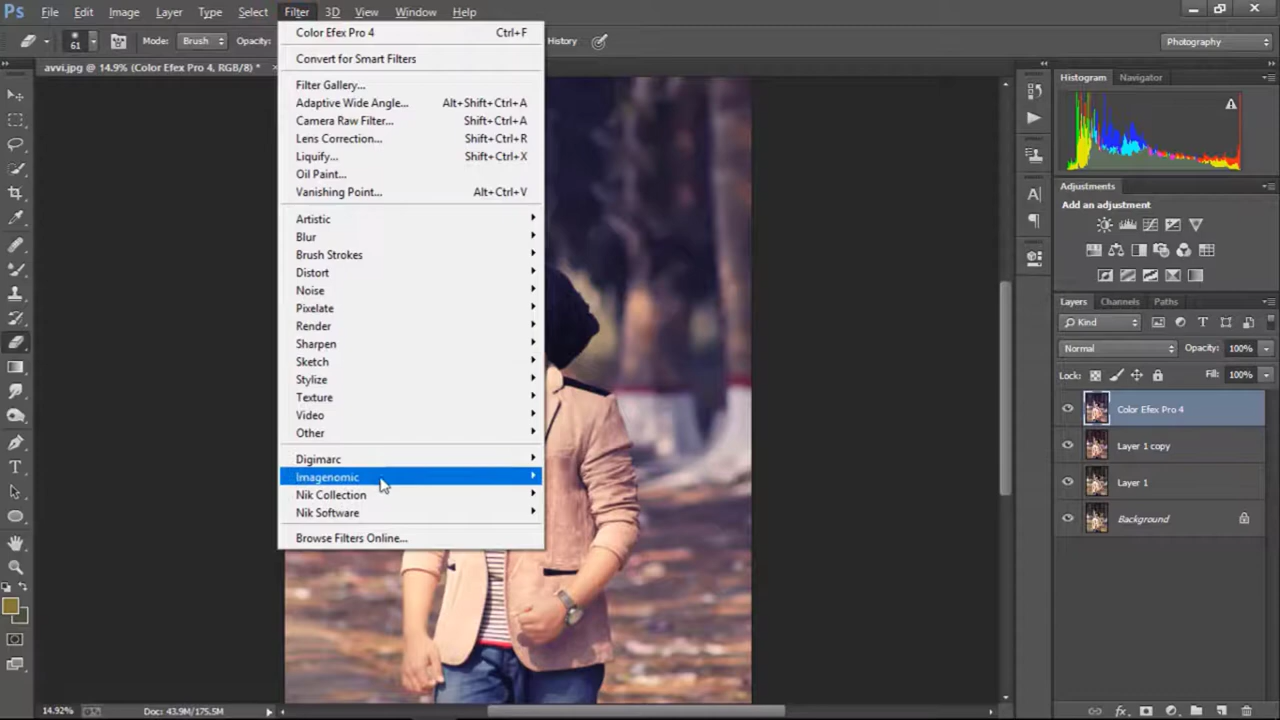 Ps File Edit Image Layer Type Select Filter 3D View Window Help
61 Mode: Brush Opacity: History Photography
avvi.jpg @ 14.9% (Color Efex Pro 4, RGB/8) * ×
Color Efex Pro 4 Ctrl+F
Convert for Smart Filters
Filter Gallery...
Adaptive Wide Angle... Alt+Shift+Ctrl+A
Camera Raw Filter... Shift+Ctrl+A
Lens Correction... Shift+Ctrl+R
Liquify... Shift+Ctrl+X
Oil Paint...
Vanishing Point... Alt+Ctrl+V
Artistic
Blur
Brush Strokes
Distort
Noise
Pixelate
Render
Sharpen
Sketch
Stylize
Texture
Video
Other
Digimarc
Imagenomic
Nik Collection
Nik Software
Browse Filters Online...
Histogram Navigator
Adjustments
Add an adjustment
Layers Channels Paths
Kind
Normal Opacity: 100%
Lock: Fill: 100%
Color Efex Pro 4
Layer 1 copy
Layer 1
Background
14.92% Doc: 43.9M/175.5M